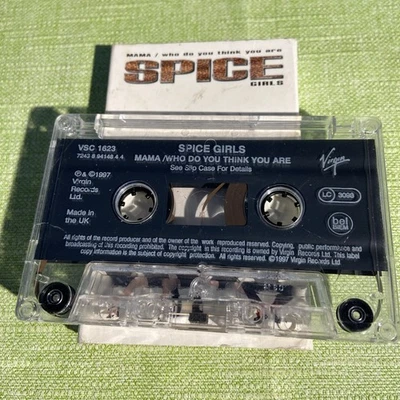 MAMA / who do you think you are
SPICE
GIRLS
VSC 1623
7243 8 94148 4 4
SPICE GIRLS
MAMA/WHO DO YOU THINK YOU ARE
See Slip Case For Details
Virgin
℗ & ©1997
Virgin
Records
Ltd.
LC 3098
Made in
the UK
bel
BIEM
All rights of the record producer and of the owner of the work reproduced reserved. Copying, public performance and
broadcasting of this recording prohibited. The copyright in this recording is owned by Virgin Records Ltd. This label
copy information is the subject of copyright protection. All rights reserved. ©1997 Virgin Records Ltd